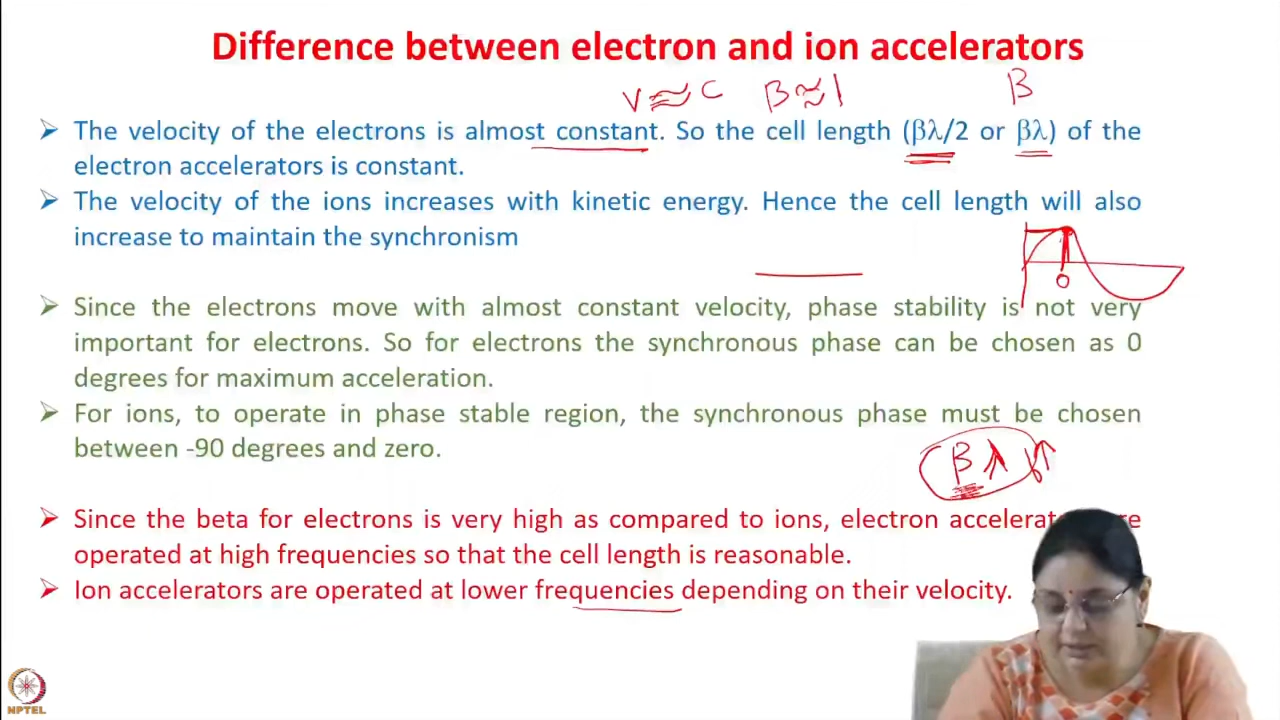 Difference between electron and ion accelerators
V ≈ C β ≈ 1 β
➢ The velocity of the electrons is almost constant. So the cell length (βλ/2 or βλ) of the
electron accelerators is constant.
➢ The velocity of the ions increases with kinetic energy. Hence the cell length will also
increase to maintain the synchronism
0
➢ Since the electrons move with almost constant velocity, phase stability is not very
important for electrons. So for electrons the synchronous phase can be chosen as 0
degrees for maximum acceleration.
➢ For ions, to operate in phase stable region, the synchronous phase must be chosen
between -90 degrees and zero.
β λ
➢ Since the beta for electrons is very high as compared to ions, electron
operated at high frequencies so that the cell length is reasonable.
➢ Ion accelerators are operated at lower frequencies depending on their velocity.
NPTEL